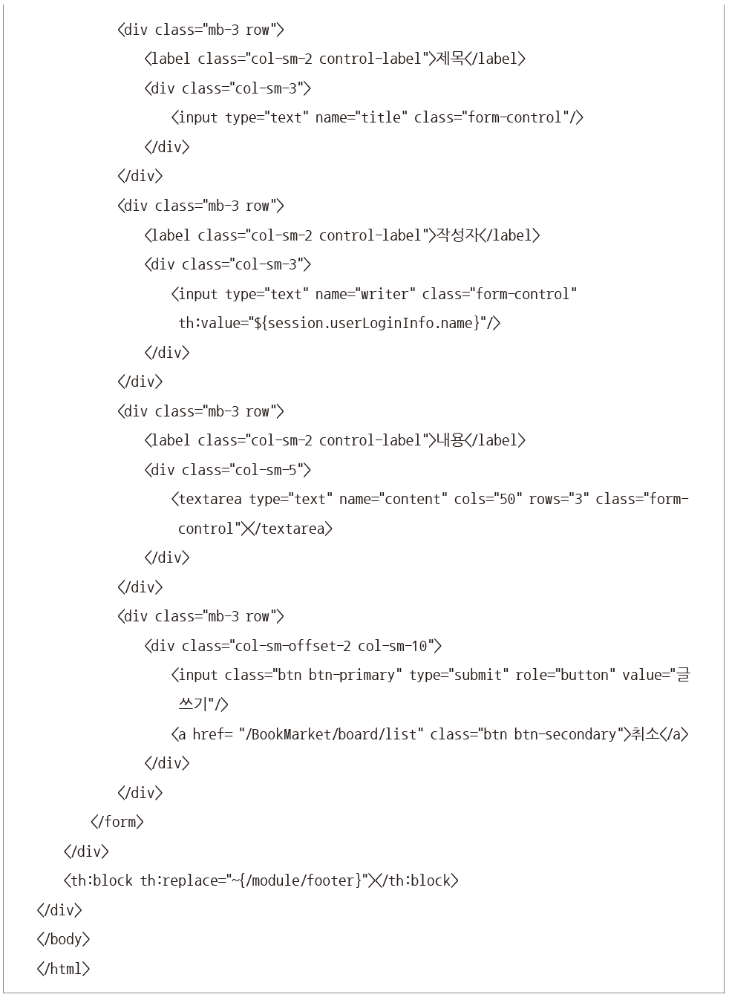 <div class="mb-3 row">
<label class="col-sm-2 control-label">제목</label>
<div class="col-sm-3">
<input type="text" name="title" class="form-control"/>
</div>
</div>
<div class="mb-3 row">
<label class="col-sm-2 control-label">작성자</label>
<div class="col-sm-3">
<input type="text" name="writer" class="form-control"
th:value="${session.userLoginInfo.name}"/>
</div>
</div>
<div class="mb-3 row">
<label class="col-sm-2 control-label">내용</label>
<div class="col-sm-5">
<textarea type="text" name="content" cols="50" rows="3" class="form-
control"></textarea>
</div>
</div>
<div class="mb-3 row">
<div class="col-sm-offset-2 col-sm-10">
<input class="btn btn-primary" type="submit" role="button" value="글
쓰기"/>
<a href= "/BookMarket/board/list" class="btn btn-secondary">취소</a>
</div>
</div>
</form>
</div>
<th:block th:replace="~{/module/footer}"></th:block>
</div>
</body>
</html>